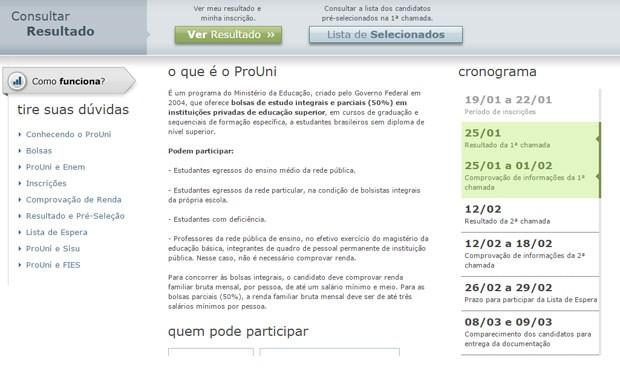 Consultar
Resultado
Ver meu resultado e
minha inscrição.
Ver Resultado »
Consultar a lista dos candidatos
pré-selecionados na 1ª chamada.
Lista de Selecionados
Como funciona?
tire suas dúvidas
Conhecendo o ProUni
Bolsas
ProUni e Enem
Inscrições
Comprovação de Renda
Resultado e Pré-Seleção
Lista de Espera
ProUni e Sisu
ProUni e FIES
o que é o ProUni
É um programa do Ministério da Educação, criado pelo Governo Federal em
2004, que oferece bolsas de estudo integrais e parciais (50%) em
instituições privadas de educação superior, em cursos de graduação e
sequenciais de formação específica, a estudantes brasileiros sem diploma de
nível superior.
Podem participar:
- Estudantes egressos do ensino médio da rede pública.
- Estudantes egressos da rede particular, na condição de bolsistas integrais
da própria escola.
- Estudantes com deficiência.
- Professores da rede pública de ensino, no efetivo exercício do magistério da
educação básica, integrantes de quadro de pessoal permanente de instituição
pública. Nesse caso, não é necessário comprovar renda.
Para concorrer às bolsas integrais, o candidato deve comprovar renda
familiar bruta mensal, por pessoa, de até um salário mínimo e meio. Para as
bolsas parciais (50%), a renda familiar bruta mensal deve ser de até três
salários mínimos por pessoa.
quem pode participar
cronograma
19/01 a 22/01
Período de inscrições
25/01
Resultado da 1ª chamada
25/01 a 01/02
Comprovação de informações da 1ª
chamada
12/02
Resultado da 2ª chamada
12/02 a 18/02
Comprovação de informações da 2ª
chamada
26/02 a 29/02
Prazo para participar da Lista de Espera
08/03 e 09/03
Comparecimento dos candidatos para
entrega da documentação